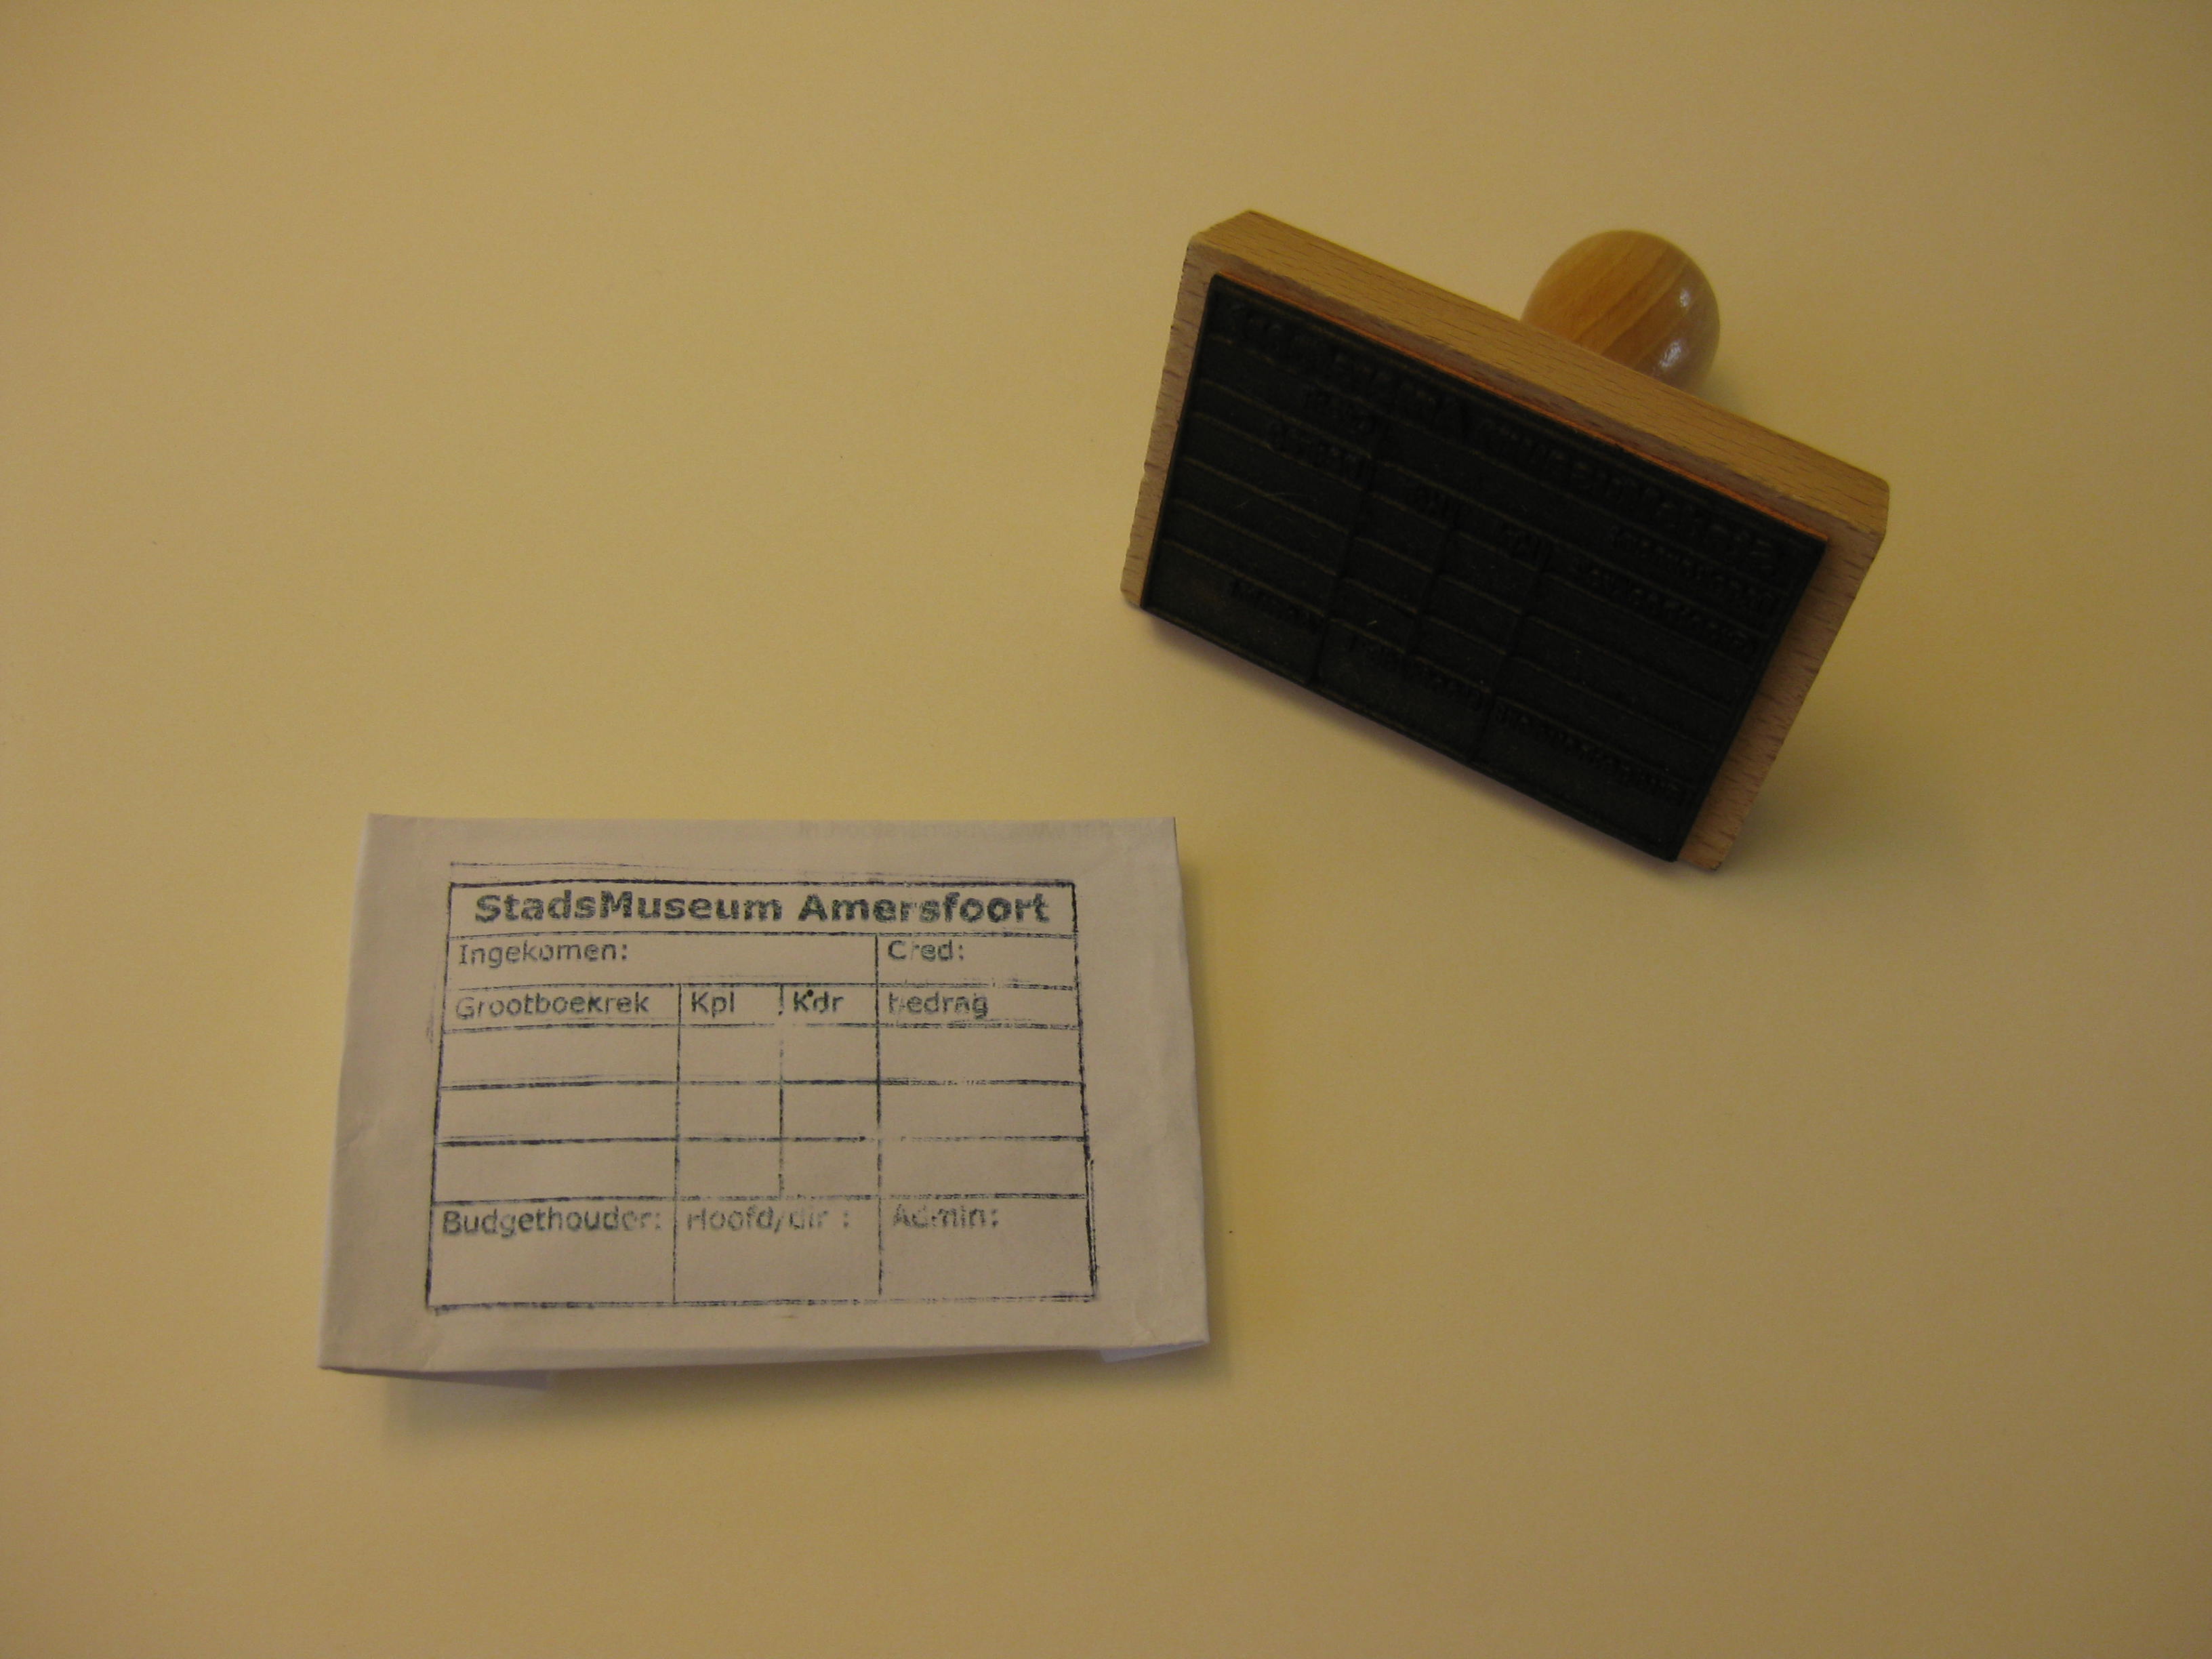 StadsMuseum Amersfoort
Ingekomen: Cred:
Grootboekrek Kpl Kdr bedrag
Budgethouder: Hoofd/dir : Admin: